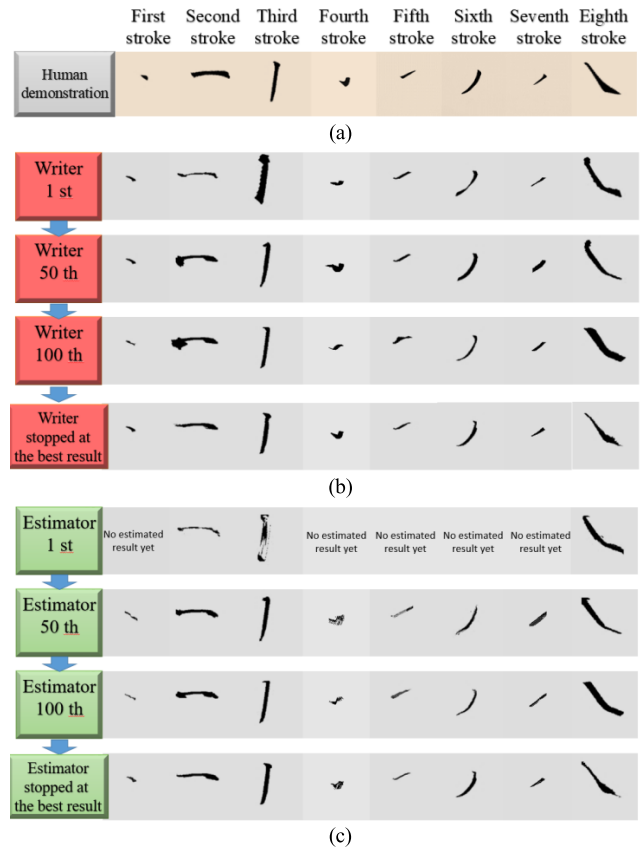 First stroke
Second stroke
Third stroke
Fourth stroke
Fifth stroke
Sixth stroke
Seventh stroke
Eighth stroke
Human
demonstration
(a)
Writer
1 st
Writer
50 th
Writer
100 th
Writer
stopped at
the best result
(b)
Estimator
1 st
No estimated
result yet
No estimated
result yet
No estimated
result yet
No estimated
result yet
No estimated
result yet
Estimator
50 th
Estimator
100 th
Estimator
stopped at
the best result
(c)